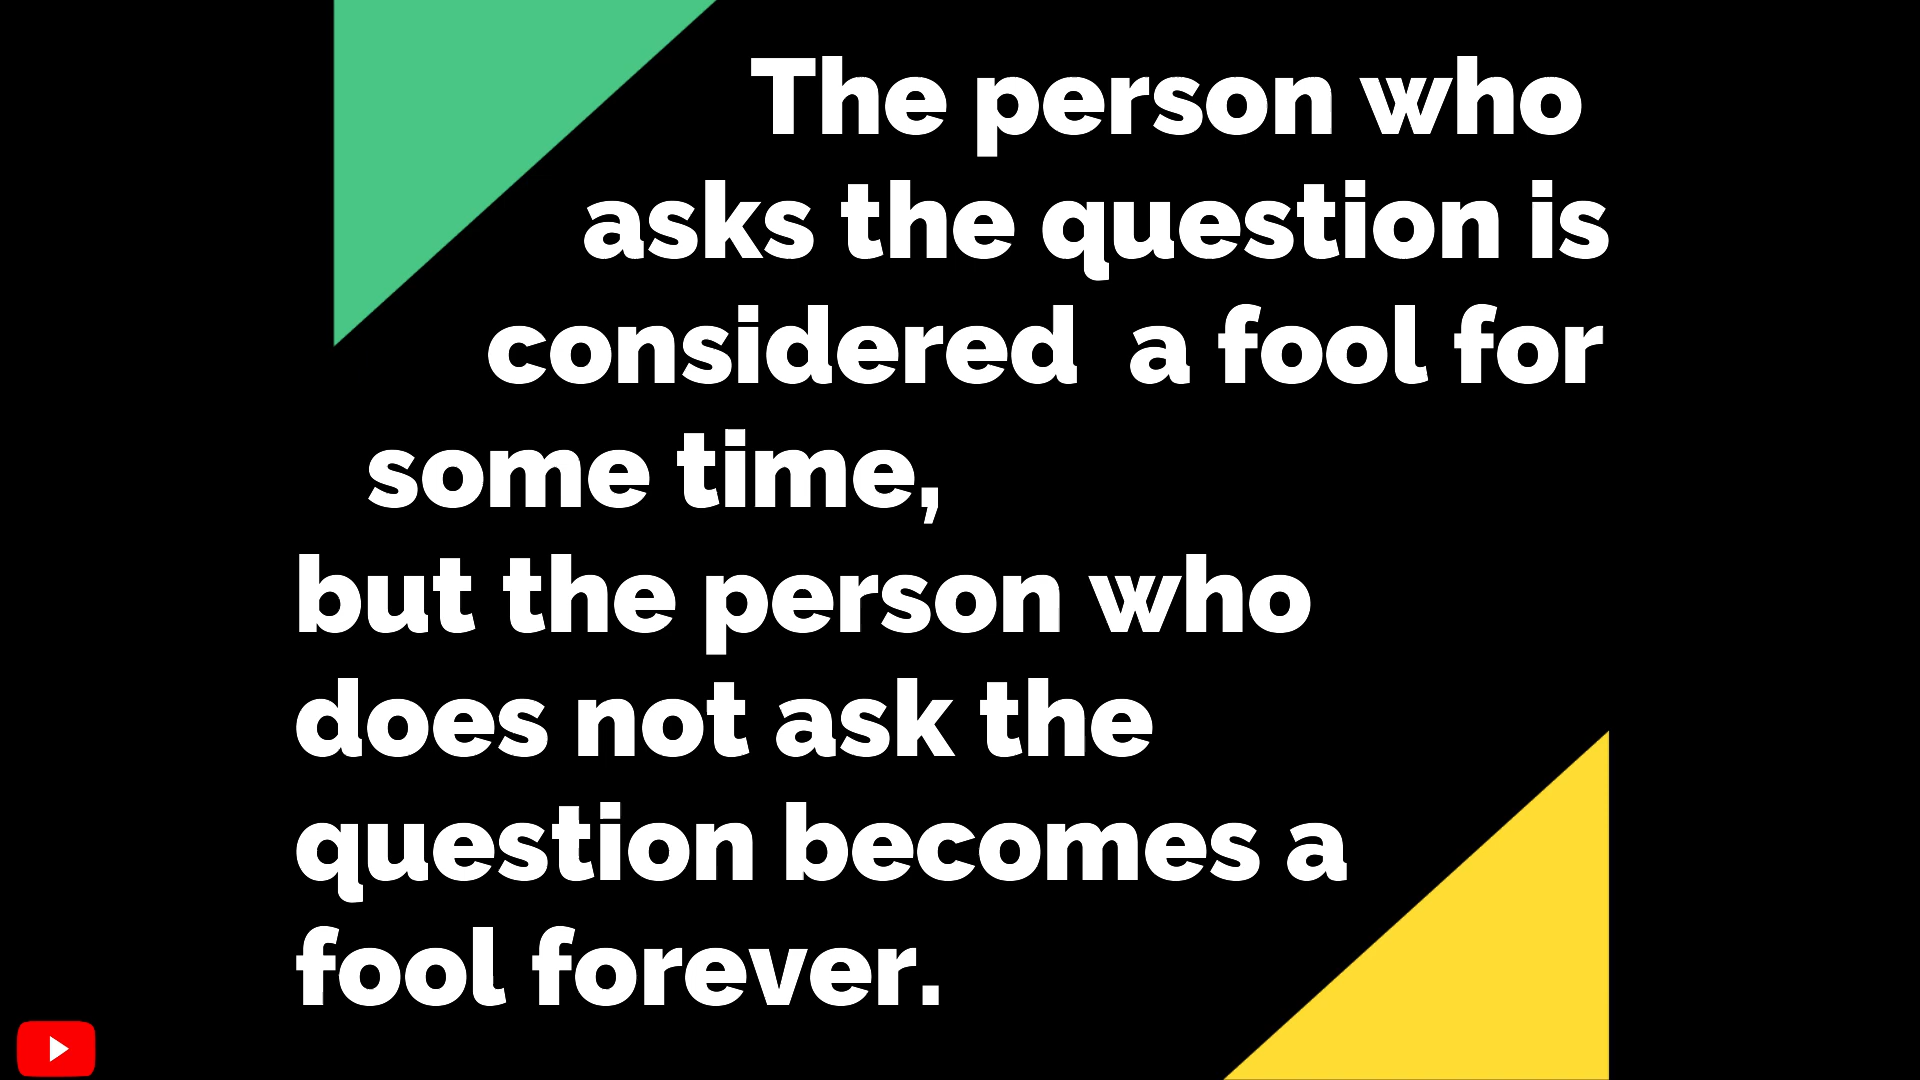 The person who
asks the question is
considered  a fool for
some time,
but the person who
does not ask the
question becomes a
fool forever.